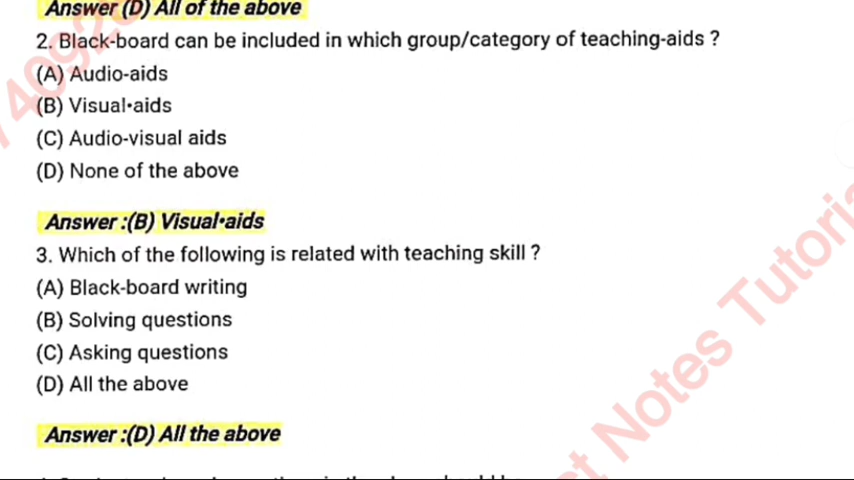 Answer (D) All of the above
2. Black-board can be included in which group/category of teaching-aids ?
(A) Audio-aids
(B) Visual•aids
(C) Audio-visual aids
(D) None of the above
Answer :(B) Visual•aids
3. Which of the following is related with teaching skill ?
(A) Black-board writing
(B) Solving questions
(C) Asking questions
(D) All the above
Answer :(D) All the above
Notes